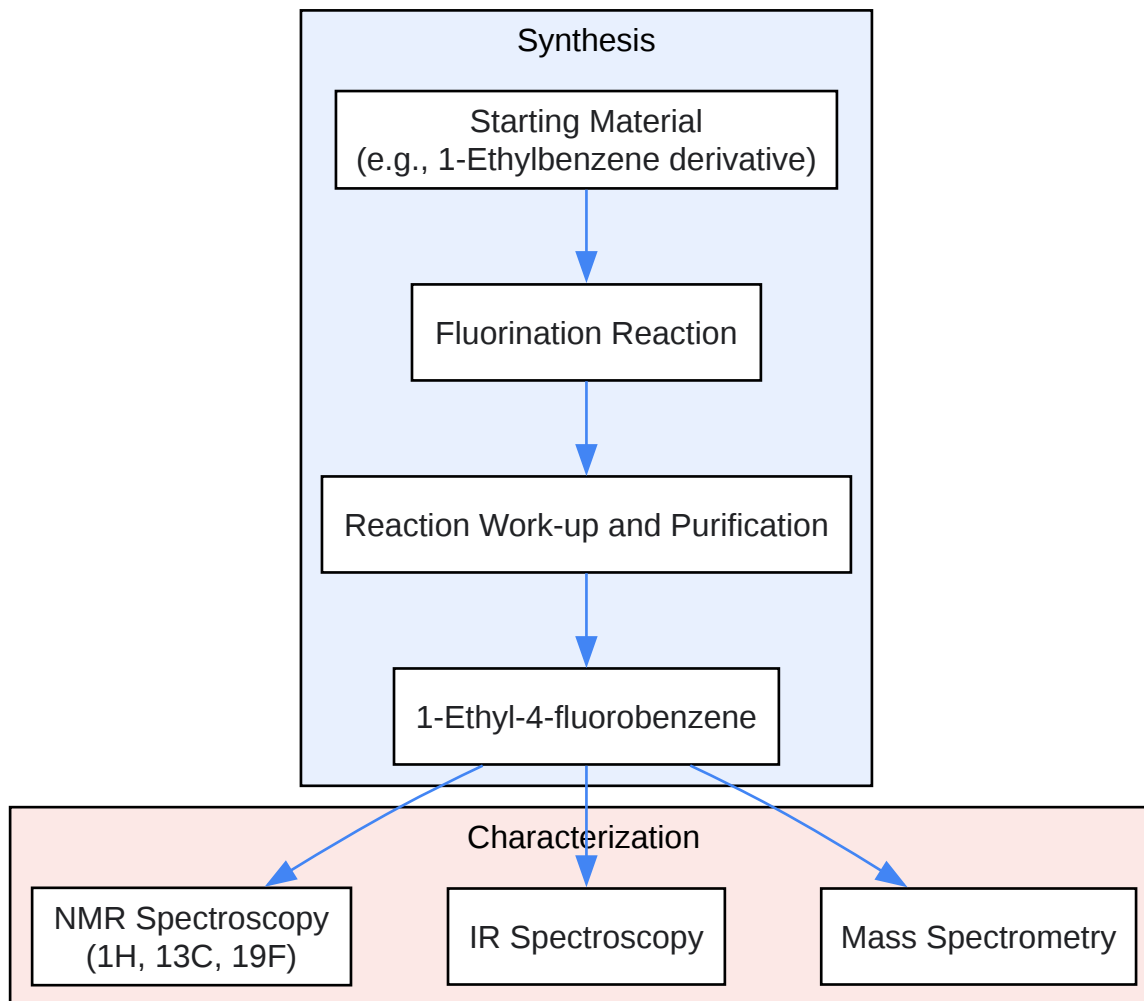 Synthesis
Starting Material
(e.g., 1-Ethylbenzene derivative)
Fluorination Reaction
Reaction Work-up and Purification
1-Ethyl-4-fluorobenzene
Characterization
NMR Spectroscopy
(1H, 13C, 19F)
IR Spectroscopy
Mass Spectrometry